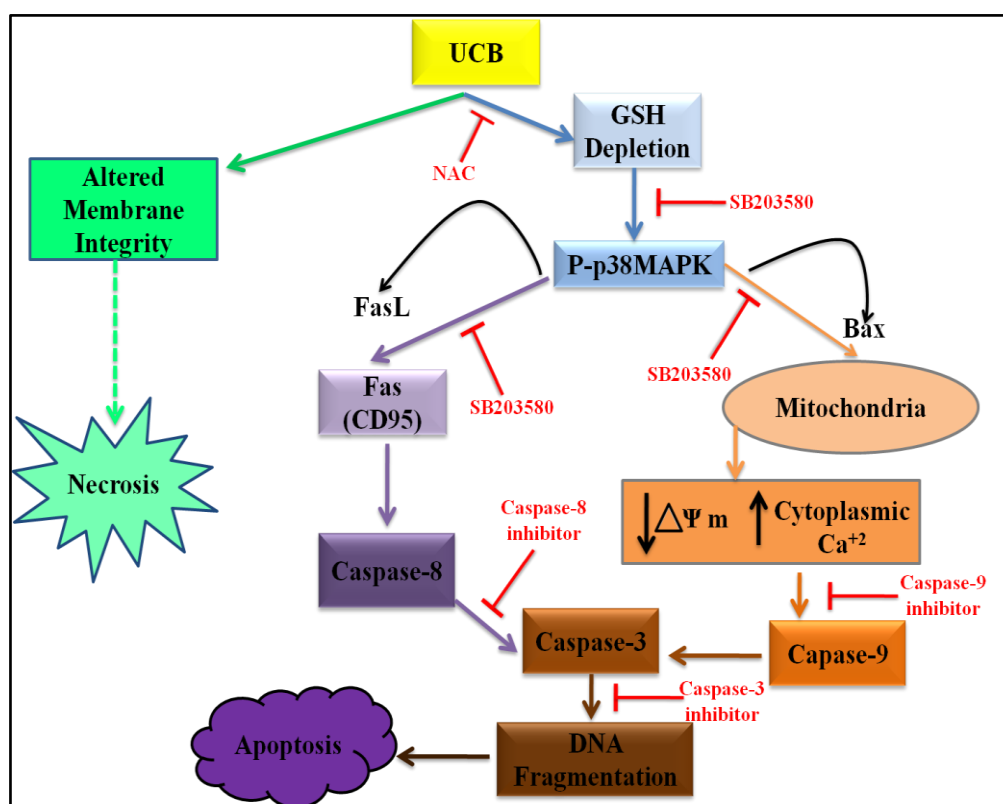 UCB
GSH
Depletion
NAC
Altered
Membrane
Integrity
SB203580
P-p38MAPK
FasL
Bax
SB203580
SB203580
Fas
(CD95)
Mitochondria
Necrosis
△Ψ m
Cytoplasmic
Ca+2
Caspase-8
inhibitor
Caspase-8
Caspase-9
inhibitor
Caspase-3
Capase-9
Caspase-3
inhibitor
Apoptosis
DNA
Fragmentation